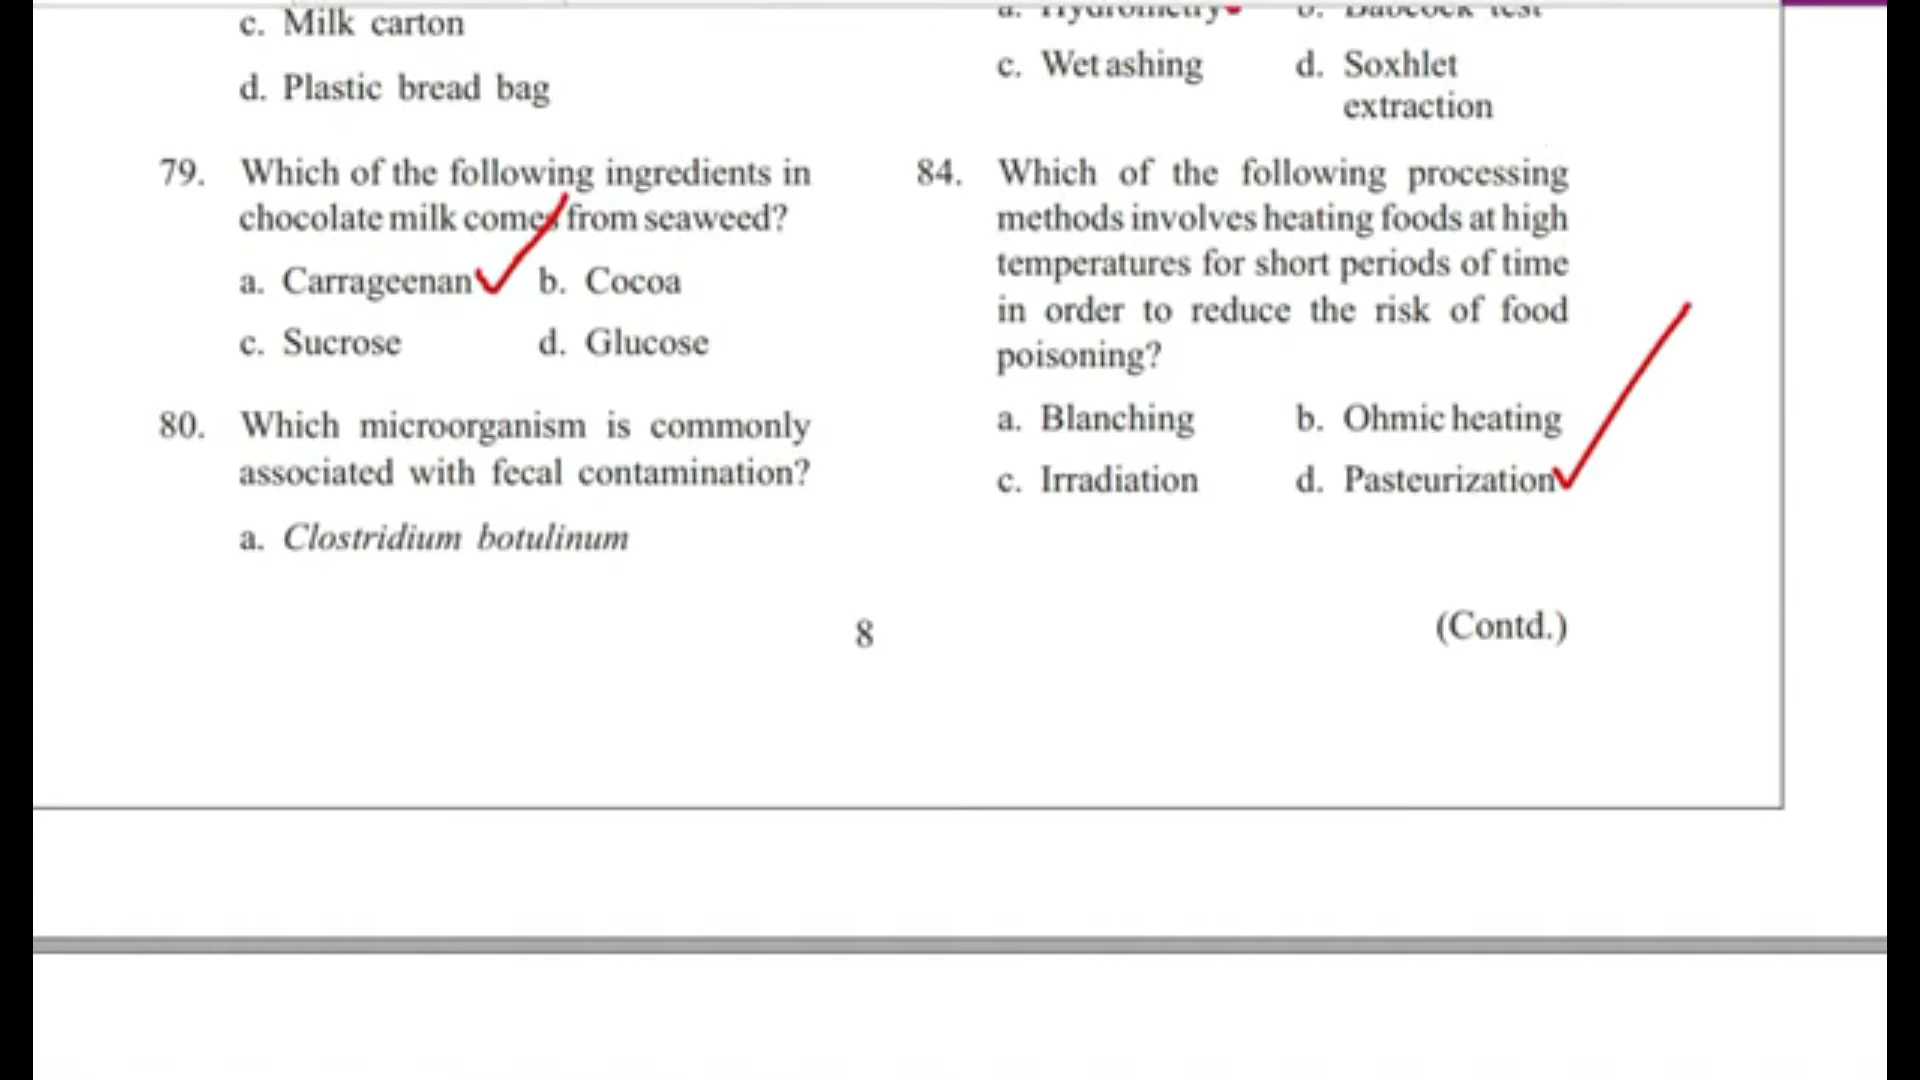 c. Milk carton
d. Plastic bread bag
79. Which of the following ingredients in
chocolate milk comes from seaweed?
a. Carrageenan b. Cocoa
c. Sucrose d. Glucose
80. Which microorganism is commonly
associated with fecal contamination?
a. Clostridium botulinum
a. Hydrometry b. Babcock test
c. Wet ashing d. Soxhlet
extraction
84. Which of the following processing
methods involves heating foods at high
temperatures for short periods of time
in order to reduce the risk of food
poisoning?
a. Blanching b. Ohmic heating
c. Irradiation d. Pasteurization
8
(Contd.)